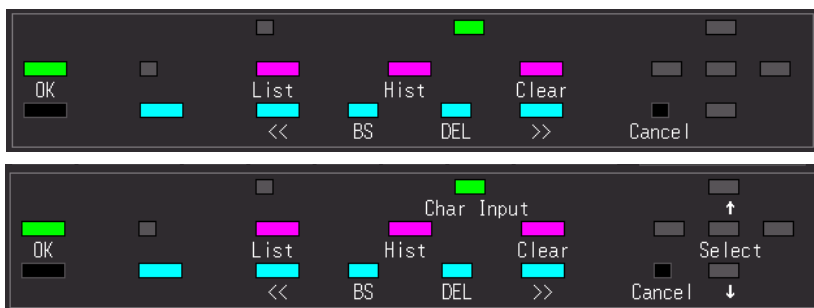 OK List Hist Clear
<< BS DEL >> Cancel
Char Input ↑
OK List Hist Clear Select
<< BS DEL >> Cancel ↓